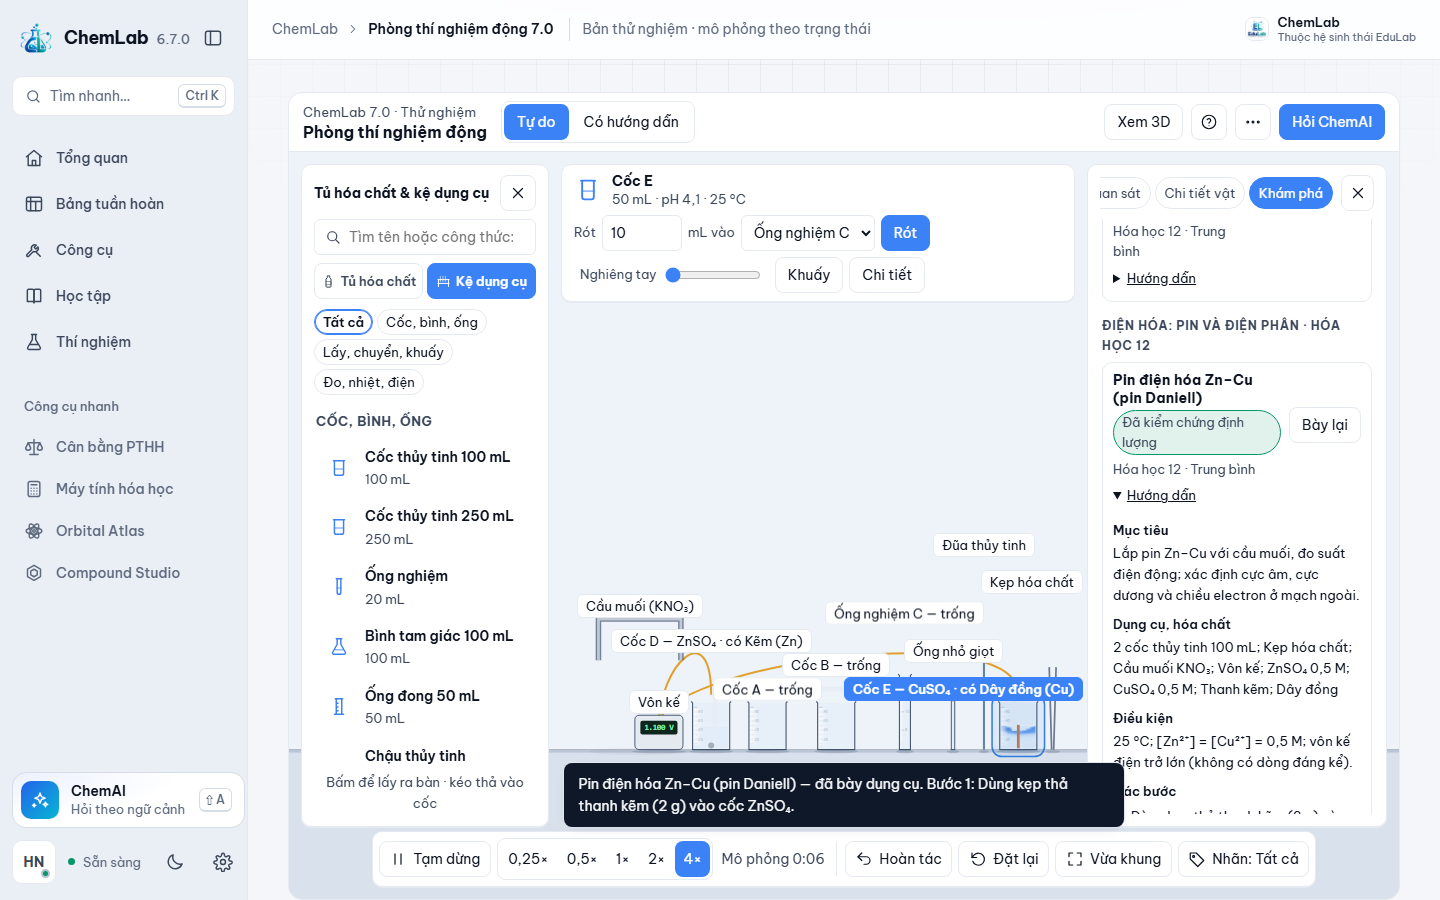 ChemLab 6.7.0
Tìm nhanh... Ctrl K
Tổng quan
Bảng tuần hoàn
Công cụ
Học tập
Thí nghiệm
Công cụ nhanh
Cân bằng PTHH
Máy tính hóa học
Orbital Atlas
Compound Studio
ChemAI
Hỏi theo ngữ cảnh
⇧A
HN
Sẵn sàng
ChemLab > Phòng thí nghiệm động 7.0 Bản thử nghiệm · mô phỏng theo trạng thái
ChemLab
Thuộc hệ sinh thái EduLab
ChemLab 7.0 · Thử nghiệm
Phòng thí nghiệm động
Tự do Có hướng dẫn
Xem 3D
Hỏi ChemAI
Tủ hóa chất & kệ dụng cụ
Tìm tên hoặc công thức:
Tủ hóa chất Kệ dụng cụ
Tất cả Cốc, bình, ống
Lấy, chuyển, khuấy
Đo, nhiệt, điện
CỐC, BÌNH, ỐNG
Cốc thủy tinh 100 mL
100 mL
Cốc thủy tinh 250 mL
250 mL
Ống nghiệm
20 mL
Bình tam giác 100 mL
100 mL
Ống đong 50 mL
50 mL
Chậu thủy tinh
Bấm để lấy ra bàn · kéo thả vào
cốc
Cốc E
50 mL · pH 4,1 · 25 °C
Rót 10 mL vào Ống nghiệm C Rót
Nghiêng tay Khuấy Chi tiết
Đũa thủy tinh
Kẹp hóa chất
Cầu muối (KNO₃)
Ống nghiệm C — trống
Cốc D — ZnSO₄ · có Kẽm (Zn)
Ống nhỏ giọt
Cốc B — trống
Cốc A — trống
Cốc E — CuSO₄ · có Dây đồng (Cu)
Vôn kế
1.100 V
Pin điện hóa Zn–Cu (pin Daniell) — đã bày dụng cụ. Bước 1: Dùng kẹp thả
thanh kẽm (2 g) vào cốc ZnSO₄.
uan sát Chi tiết vật Khám phá
Hóa học 12 · Trung
bình
Hướng dẫn
ĐIỆN HÓA: PIN VÀ ĐIỆN PHÂN · HÓA
HỌC 12
Pin điện hóa Zn–Cu
(pin Daniell)
Đã kiểm chứng định
lượng
Bày lại
Hóa học 12 · Trung bình
Hướng dẫn
Mục tiêu
Lắp pin Zn–Cu với cầu muối, đo suất
điện động; xác định cực âm, cực
dương và chiều electron ở mạch ngoài.
Dụng cụ, hóa chất
2 cốc thủy tinh 100 mL; Kẹp hóa chất;
Cầu muối KNO₃; Vôn kế; ZnSO₄ 0,5 M;
CuSO₄ 0,5 M; Thanh kẽm; Dây đồng
Điều kiện
25 °C; [Zn²⁺] = [Cu²⁺] = 0,5 M; vôn kế
điện trở lớn (không có dòng đáng kể).
ác bước
Tạm dừng 0,25× 0,5× 1× 2× 4× Mô phỏng 0:06 Hoàn tác Đặt lại Vừa khung Nhãn: Tất cả